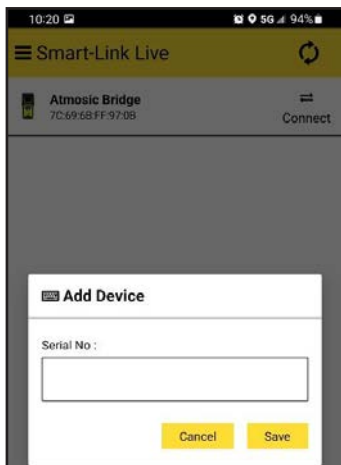 10:20 5G 94%
Smart-Link Live
Atmosic Bridge
7C:69:6B:FF:97:0B
Connect
Add Device
Serial No :
Cancel Save